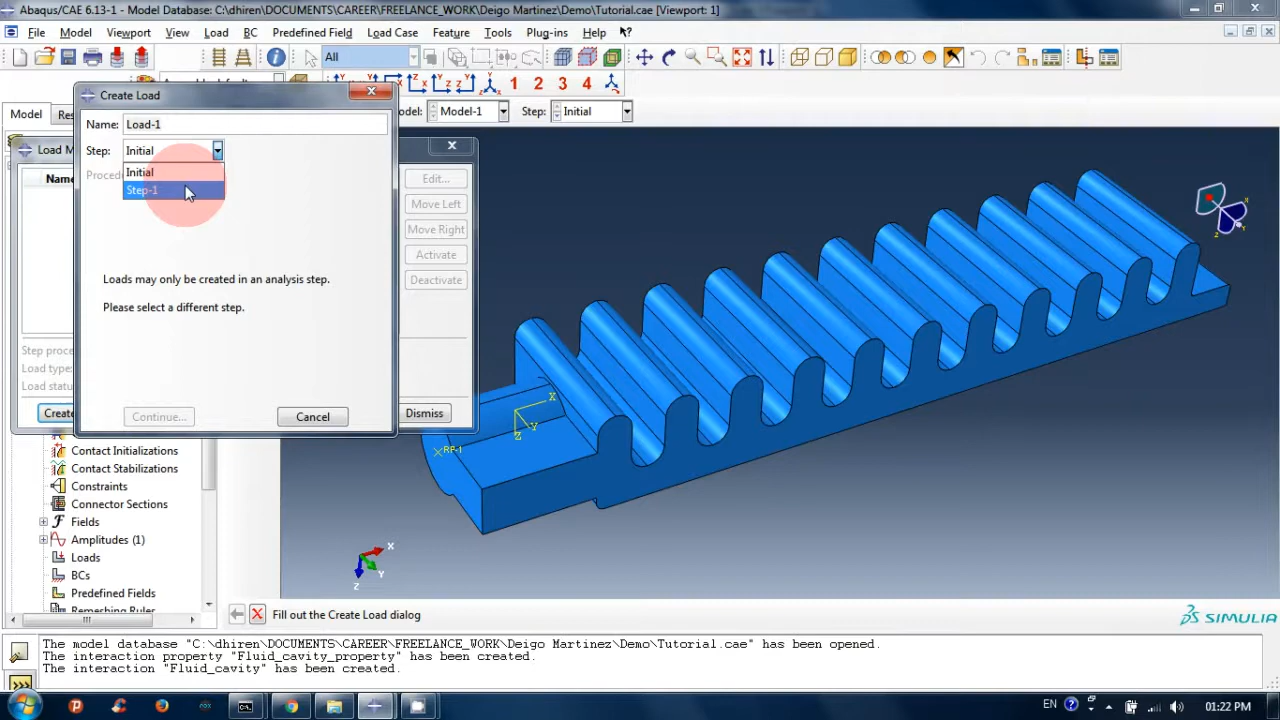 Abaqus/CAE 6.13-1 - Model Database: C:\dhiren\DOCUMENTS\CAREER\FREELANCE_WORK\Deigo Martinez\Demo\Tutorial.cae [Viewport: 1]
File Model Viewport View Load BC Predefined Field Load Case Feature Tools Plug-ins Help
All
1 2 3 4
Model
Model-1 Step: Initial
Create Load
Name: Load-1
Step: Initial
Initial
Step-1
Loads may only be created in an analysis step.
Please select a different step.
Continue... Cancel
Load
Name
Edit...
Move Left
Move Right
Activate
Deactivate
Step
Load type:
Load
Create
Dismiss
Contact Initializations
Contact Stabilizations
Constraints
Connector Sections
Fields
Amplitudes (1)
Loads
BCs
Predefined Fields
Remeshing Ruler
X
Y
Z
RP-1
X
Y
Z
Fill out the Create Load dialog
SIMULIA
The model database "C:\dhiren\DOCUMENTS\CAREER\FREELANCE_WORK\Deigo Martinez\Demo\Tutorial.cae" has been opened.
The interaction property "Fluid_cavity_property" has been created.
The interaction "Fluid_cavity" has been created.
>>>
EN 01:22 PM